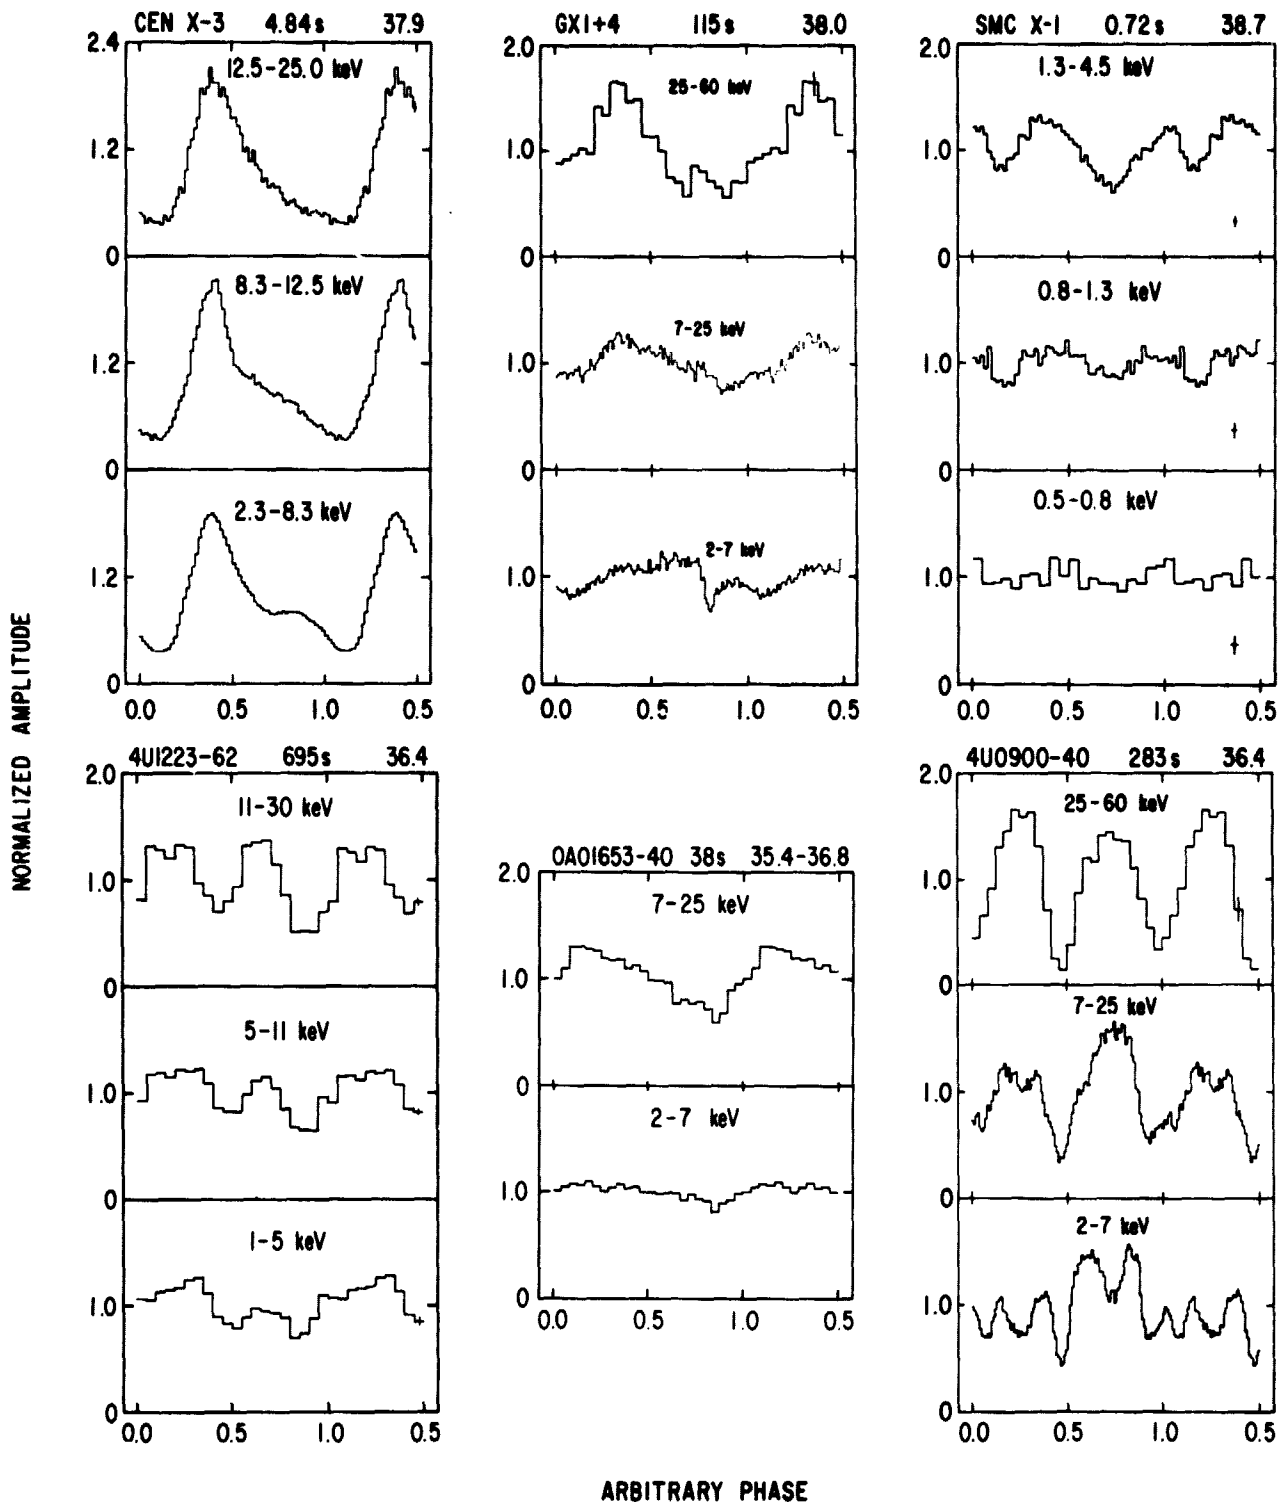 CEN X-3 4.84s 37.9
2.4
12.5-25.0 keV
1.2
0
8.3-12.5 keV
1.2
0
2.3-8.3 keV
1.2
0
0.0 0.5 1.0 0.5
GX1+4 115s 38.0
2.0
25-60 keV
1.0
0
7-25 keV
1.0
0
2-7 keV
1.0
0
0.0 0.5 1.0 0.5
SMC X-1 0.72s 38.7
2.0
1.3-4.5 keV
1.0
0
0.8-1.3 keV
1.0
0
0.5-0.8 keV
1.0
0
0.0 0.5 1.0 0.5
NORMALIZED AMPLITUDE
4U1223-62 695s 36.4
2.0
11-30 keV
1.0
0
5-11 keV
1.0
0
1-5 keV
1.0
0
0.0 0.5 1.0 0.5
OAO1653-40 38s 35.4-36.8
2.0
7-25 keV
1.0
0
2-7 keV
1.0
0
0.0 0.5 1.0 0.5
4U0900-40 283s 36.4
2.0
25-60 keV
1.0
0
7-25 keV
1.0
0
2-7 keV
1.0
0
0.0 0.5 1.0 0.5
ARBITRARY PHASE